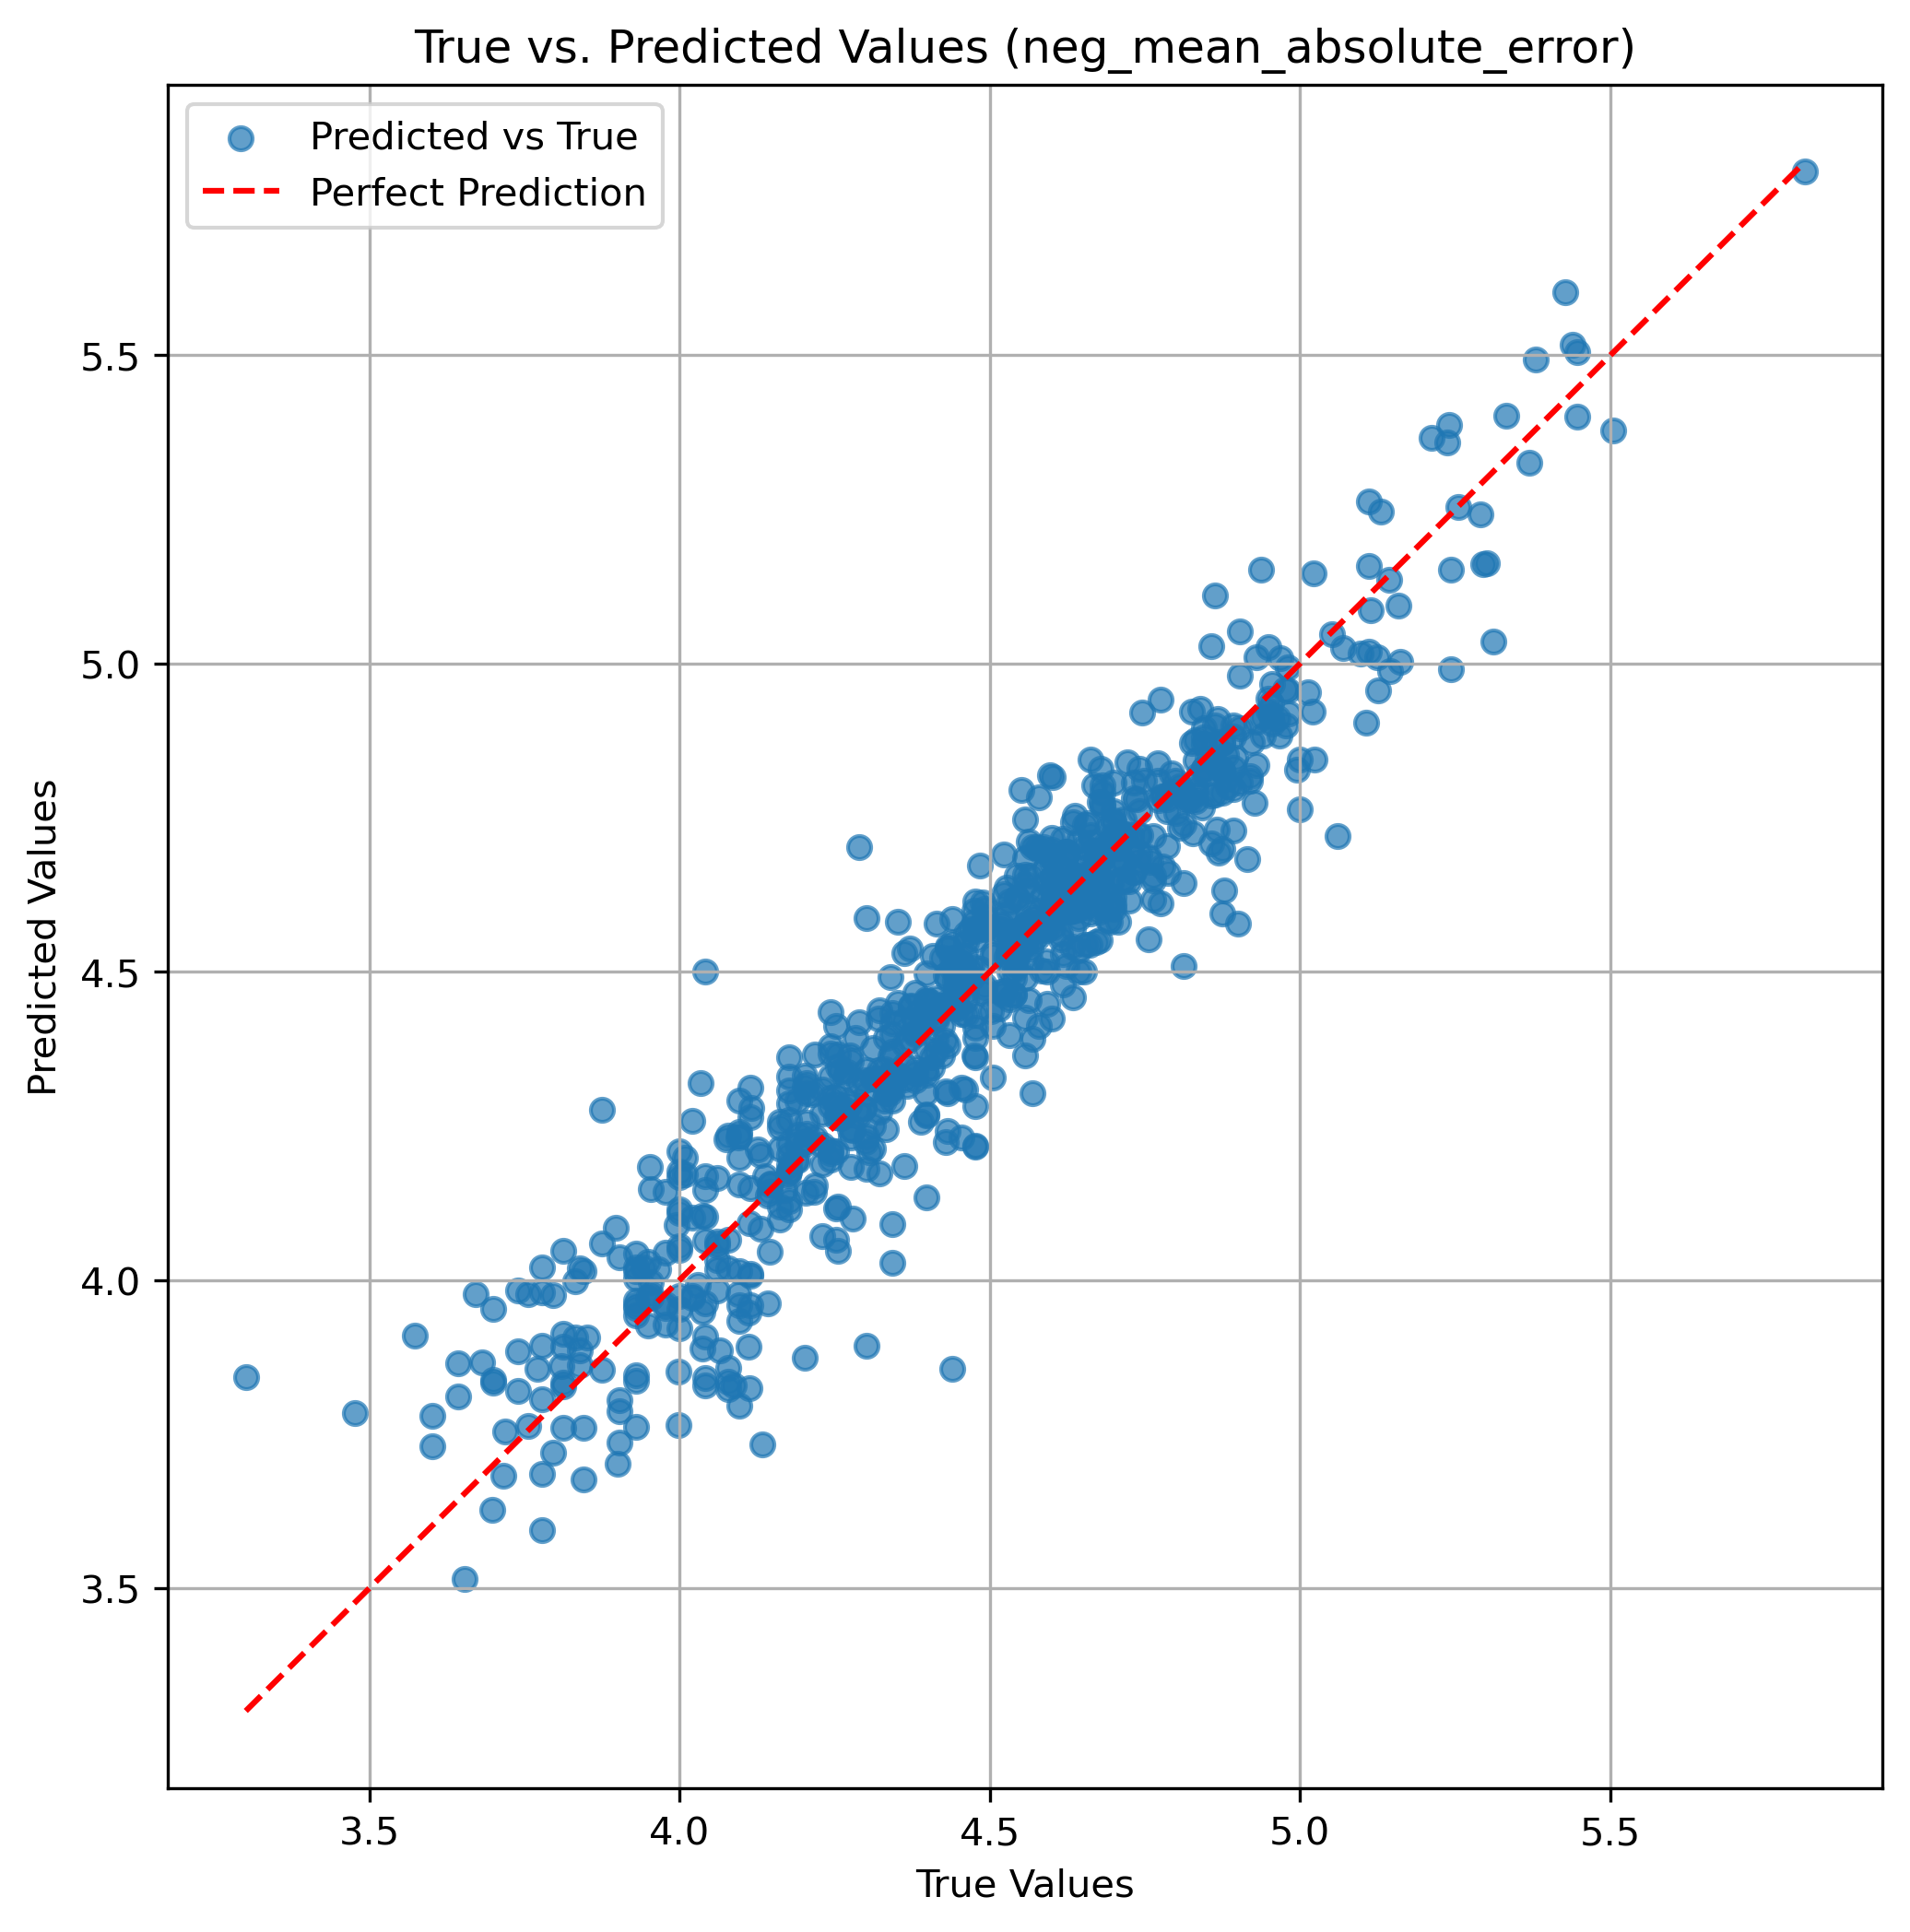 True vs. Predicted Values (neg_mean_absolute_error)
Predicted vs True
Perfect Prediction
5.5
5.0
4.5
4.0
3.5
Predicted Values
3.5 4.0 4.5 5.0 5.5
True Values